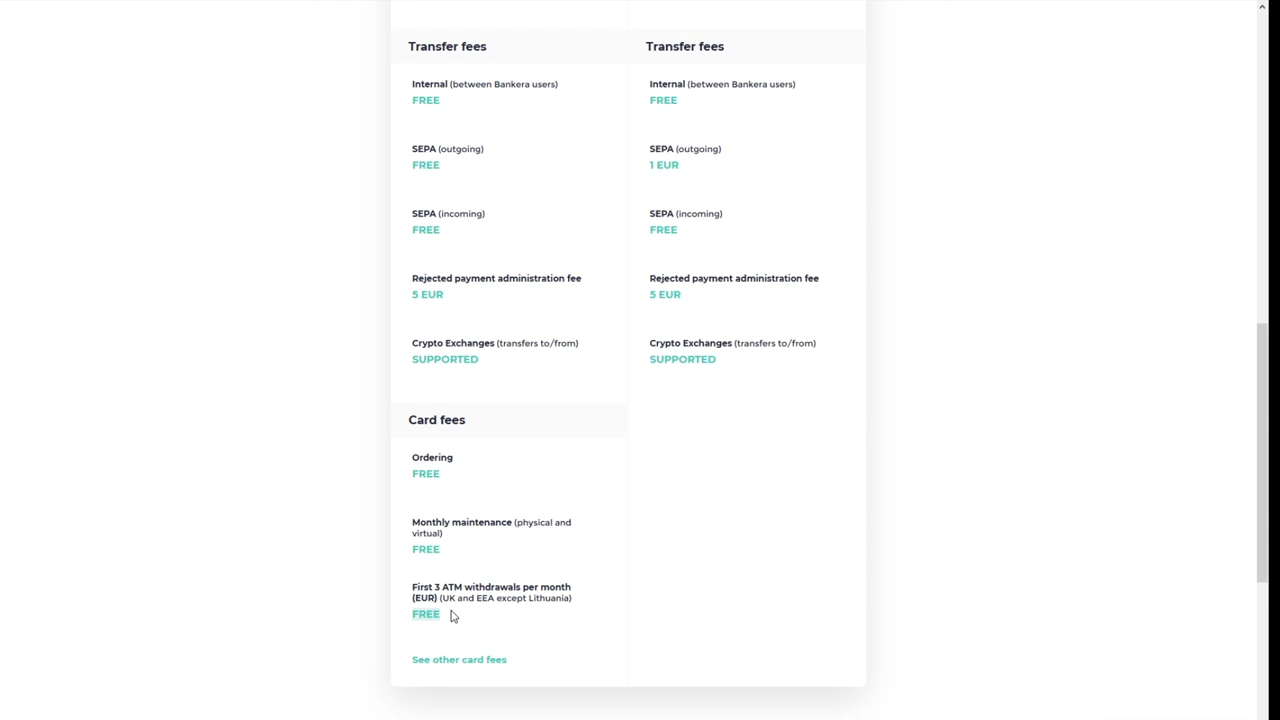 Transfer fees
Internal (between Bankera users)
FREE
SEPA (outgoing)
FREE
SEPA (incoming)
FREE
Rejected payment administration fee
5 EUR
Crypto Exchanges (transfers to/from)
SUPPORTED
Card fees
Ordering
FREE
Monthly maintenance (physical and
virtual)
FREE
First 3 ATM withdrawals per month
(EUR) (UK and EEA except Lithuania)
FREE
See other card fees
Transfer fees
Internal (between Bankera users)
FREE
SEPA (outgoing)
1 EUR
SEPA (incoming)
FREE
Rejected payment administration fee
5 EUR
Crypto Exchanges (transfers to/from)
SUPPORTED